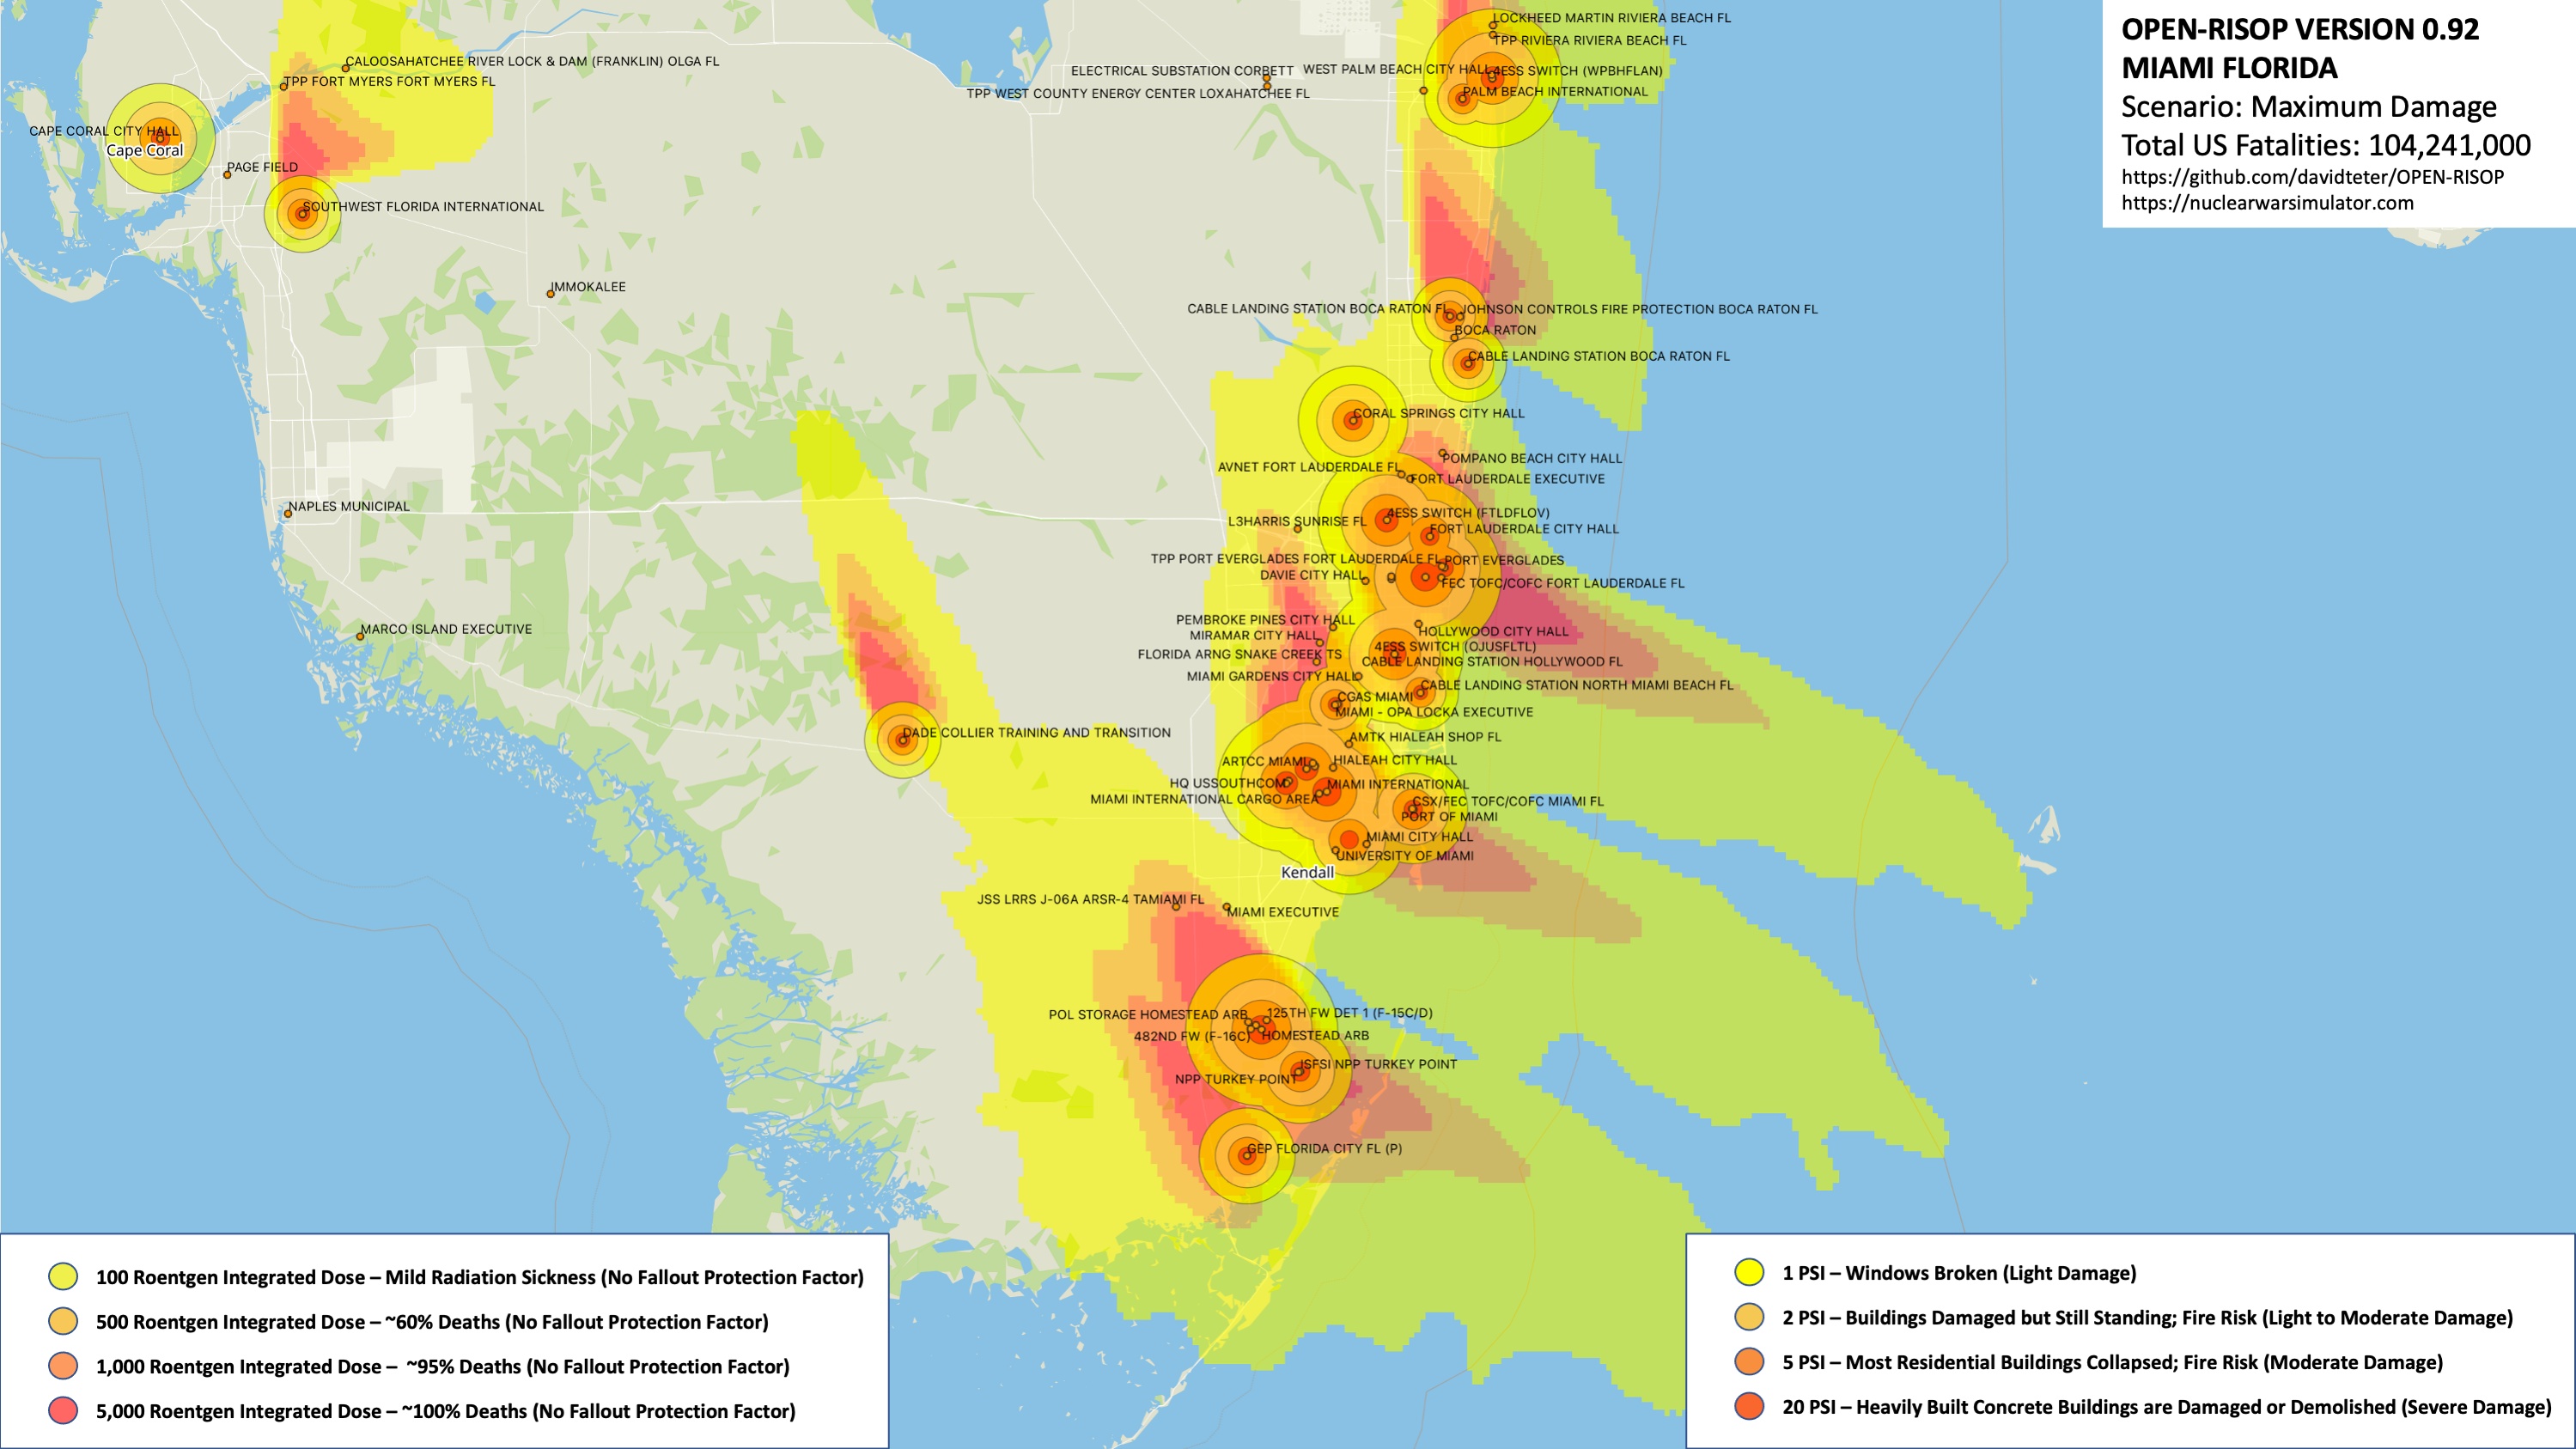 OPEN-RISOP VERSION 0.92
MIAMI FLORIDA
Scenario: Maximum Damage
Total US Fatalities: 104,241,000
https://github.com/davidteter/OPEN-RISOP
https://nuclearwarsimulator.com
LOCKHEED MARTIN RIVIERA BEACH FL
TPP RIVIERA RIVIERA BEACH FL
CALOOSAHATCHEE RIVER LOCK & DAM (FRANKLIN) OLGA FL
TPP FORT MYERS FORT MYERS FL
ELECTRICAL SUBSTATION CORBETT
WEST PALM BEACH CITY HALL
4ESS SWITCH (WPBHFLAN)
TPP WEST COUNTY ENERGY CENTER LOXAHATCHEE FL
PALM BEACH INTERNATIONAL
CAPE CORAL CITY HALL
Cape Coral
PAGE FIELD
SOUTHWEST FLORIDA INTERNATIONAL
IMMOKALEE
CABLE LANDING STATION BOCA RATON FL
JOHNSON CONTROLS FIRE PROTECTION BOCA RATON FL
BOCA RATON
CABLE LANDING STATION BOCA RATON FL
CORAL SPRINGS CITY HALL
POMPANO BEACH CITY HALL
AVNET FORT LAUDERDALE FL
FORT LAUDERDALE EXECUTIVE
NAPLES MUNICIPAL
4ESS SWITCH (FTLDFLOV)
L3HARRIS SUNRISE FL
FORT LAUDERDALE CITY HALL
TPP PORT EVERGLADES FORT LAUDERDALE FL
PORT EVERGLADES
DAVIE CITY HALL
FEC TOFC/COFC FORT LAUDERDALE FL
PEMBROKE PINES CITY HALL
MARCO ISLAND EXECUTIVE
HOLLYWOOD CITY HALL
MIRAMAR CITY HALL
4ESS SWITCH (OJUSFLTL)
FLORIDA ARNG SNAKE CREEK TS
CABLE LANDING STATION HOLLYWOOD FL
MIAMI GARDENS CITY HALL
CABLE LANDING STATION NORTH MIAMI BEACH FL
CGAS MIAMI
MIAMI - OPA LOCKA EXECUTIVE
DADE COLLIER TRAINING AND TRANSITION
AMTK HIALEAH SHOP FL
ARTCC MIAMI
HIALEAH CITY HALL
HQ USSOUTHCOM
MIAMI INTERNATIONAL
MIAMI INTERNATIONAL CARGO AREA
CSX/FEC TOFC/COFC MIAMI FL
PORT OF MIAMI
MIAMI CITY HALL
UNIVERSITY OF MIAMI
Kendall
JSS LRRS J-06A ARSR-4 TAMIAMI FL
MIAMI EXECUTIVE
POL STORAGE HOMESTEAD ARB
125TH FW DET 1 (F-15C/D)
482ND FW (F-16C)
HOMESTEAD ARB
ISFSI NPP TURKEY POINT
NPP TURKEY POINT
GEP FLORIDA CITY FL (P)
100 Roentgen Integrated Dose – Mild Radiation Sickness (No Fallout Protection Factor)
500 Roentgen Integrated Dose – ~60% Deaths (No Fallout Protection Factor)
1,000 Roentgen Integrated Dose – ~95% Deaths (No Fallout Protection Factor)
5,000 Roentgen Integrated Dose – ~100% Deaths (No Fallout Protection Factor)
1 PSI – Windows Broken (Light Damage)
2 PSI – Buildings Damaged but Still Standing; Fire Risk (Light to Moderate Damage)
5 PSI – Most Residential Buildings Collapsed; Fire Risk (Moderate Damage)
20 PSI – Heavily Built Concrete Buildings are Damaged or Demolished (Severe Damage)